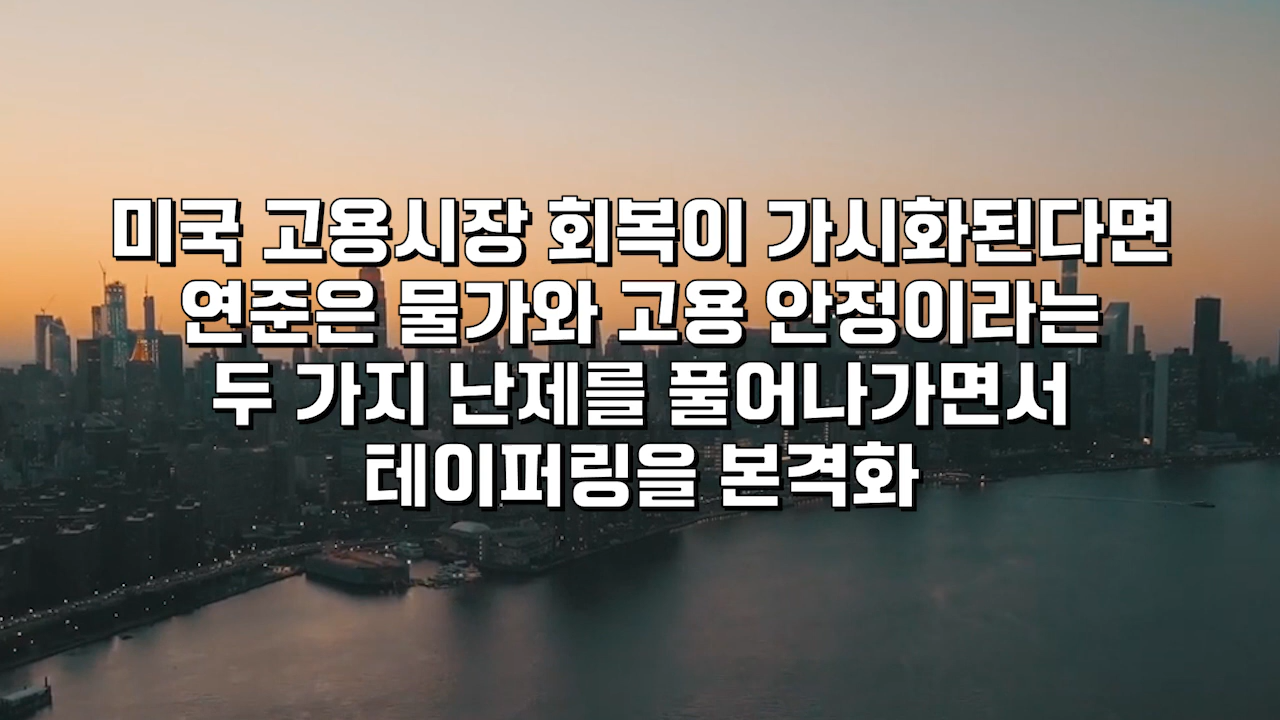 미국 고용시장 회복이 가시화된다면
연준은 물가와 고용 안정이라는
두 가지 난제를 풀어나가면서
테이퍼링을 본격화